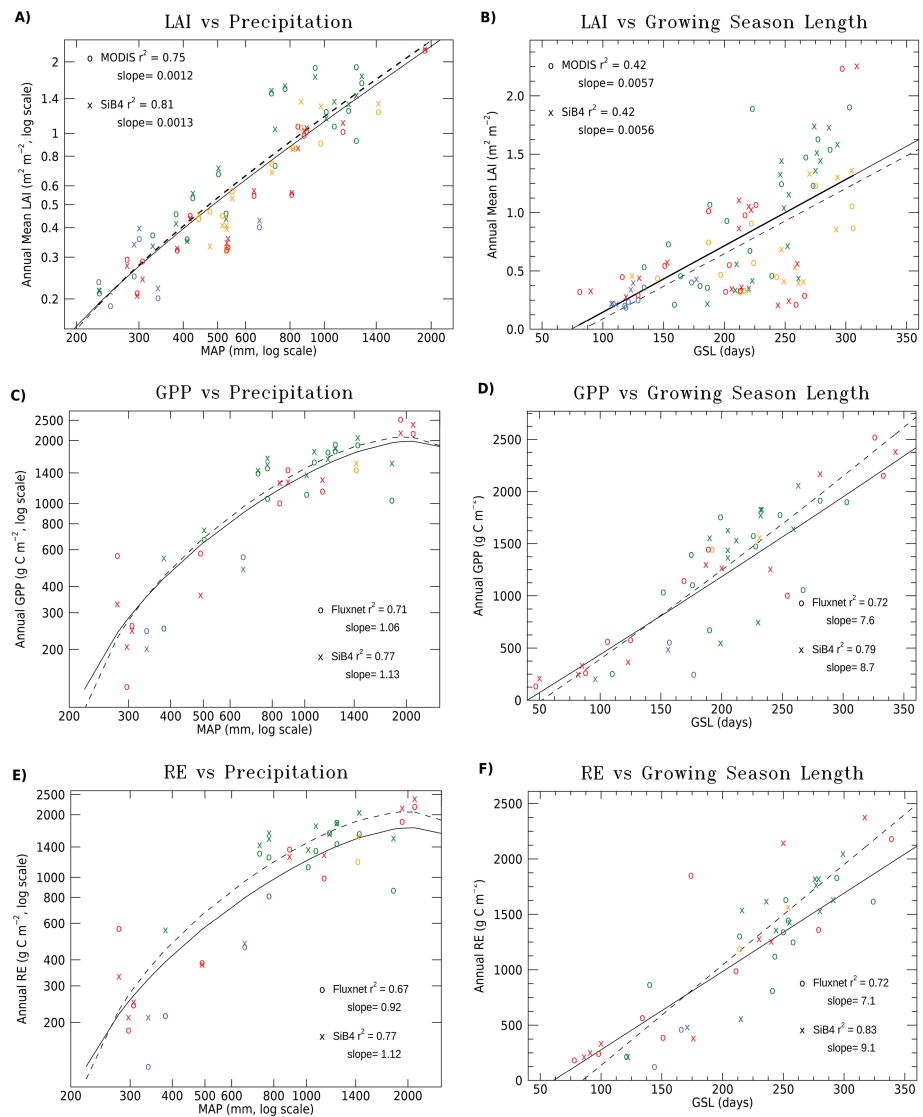 A) LAI vs Precipitation
o MODIS r² = 0.75
slope= 0.0012
x SiB4 r² = 0.81
slope= 0.0013
Annual Mean LAI (m² m⁻², log scale)
2
1.4
1
0.8
0.6
0.5
0.4
0.3
0.2
200 300 400 500 600 800 1000 1400 2000
MAP (mm, log scale)
B) LAI vs Growing Season Length
o MODIS r² = 0.42
slope= 0.0057
x SiB4 r² = 0.42
slope= 0.0056
Annual Mean LAI (m² m⁻²)
2.0
1.5
1.0
0.5
0.0
50 100 150 200 250 300 350
GSL (days)
C) GPP vs Precipitation
Annual GPP (g C m⁻², log scale)
2500
2000
1400
1000
800
600
400
300
200
o Fluxnet r² = 0.71
slope= 1.06
x SiB4 r² = 0.77
slope= 1.13
200 300 400 500 600 800 1000 1400 2000
MAP (mm, log scale)
D) GPP vs Growing Season Length
Annual GPP (g C m⁻²)
2500
2000
1500
1000
500
0
o Fluxnet r² = 0.72
slope= 7.6
x SiB4 r² = 0.79
slope= 8.7
50 100 150 200 250 300 350
GSL (days)
E) RE vs Precipitation
Annual RE (g C m⁻², log scale)
2500
2000
1400
1000
800
600
400
300
200
o Fluxnet r² = 0.67
slope= 0.92
x SiB4 r² = 0.77
slope= 1.12
200 300 400 500 600 800 1000 1400 2000
MAP (mm, log scale)
F) RE vs Growing Season Length
Annual RE (g C m⁻²)
2500
2000
1500
1000
500
0
o Fluxnet r² = 0.72
slope= 7.1
x SiB4 r² = 0.83
slope= 9.1
50 100 150 200 250 300 350
GSL (days)